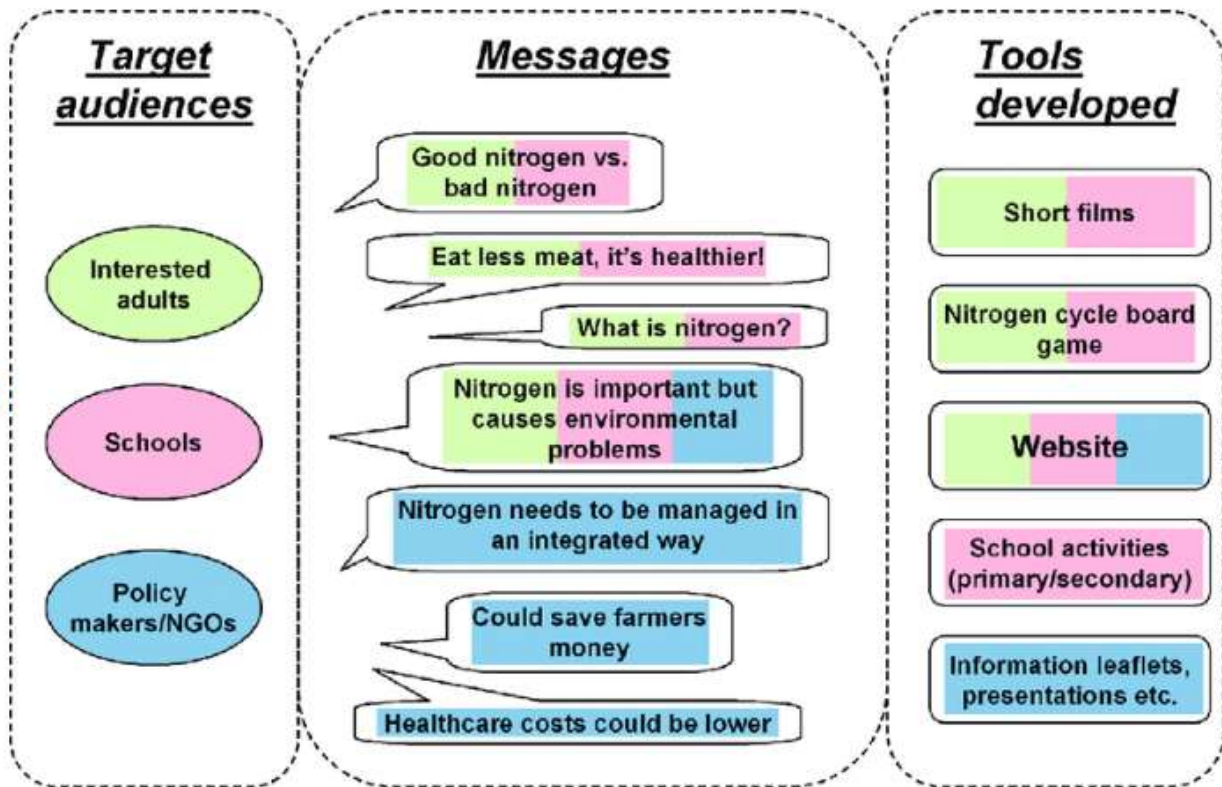 Target
audiences
Interested
adults
Schools
Policy
makers/NGOs
Messages
Good nitrogen vs.
bad nitrogen
Eat less meat, it's healthier!
What is nitrogen?
Nitrogen is important but
causes environmental
problems
Nitrogen needs to be managed in
an integrated way
Could save farmers
money
Healthcare costs could be lower
Tools
developed
Short films
Nitrogen cycle board
game
Website
School activities
(primary/secondary)
Information leaflets,
presentations etc.